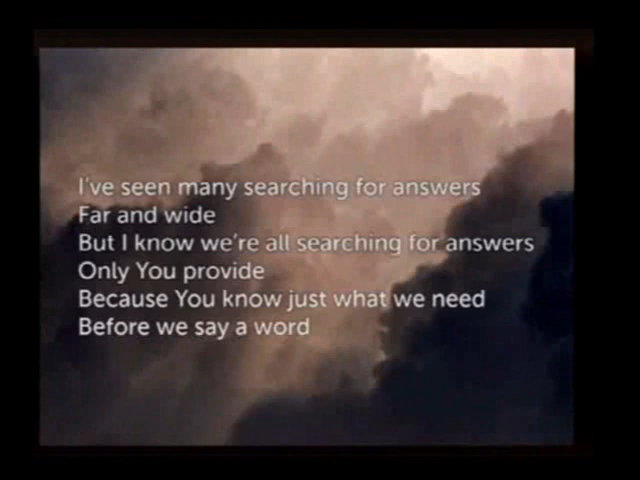 I've seen many searching for answers
Far and wide
But I know we're all searching for answers
Only You provide
Because You know just what we need
Before we say a word